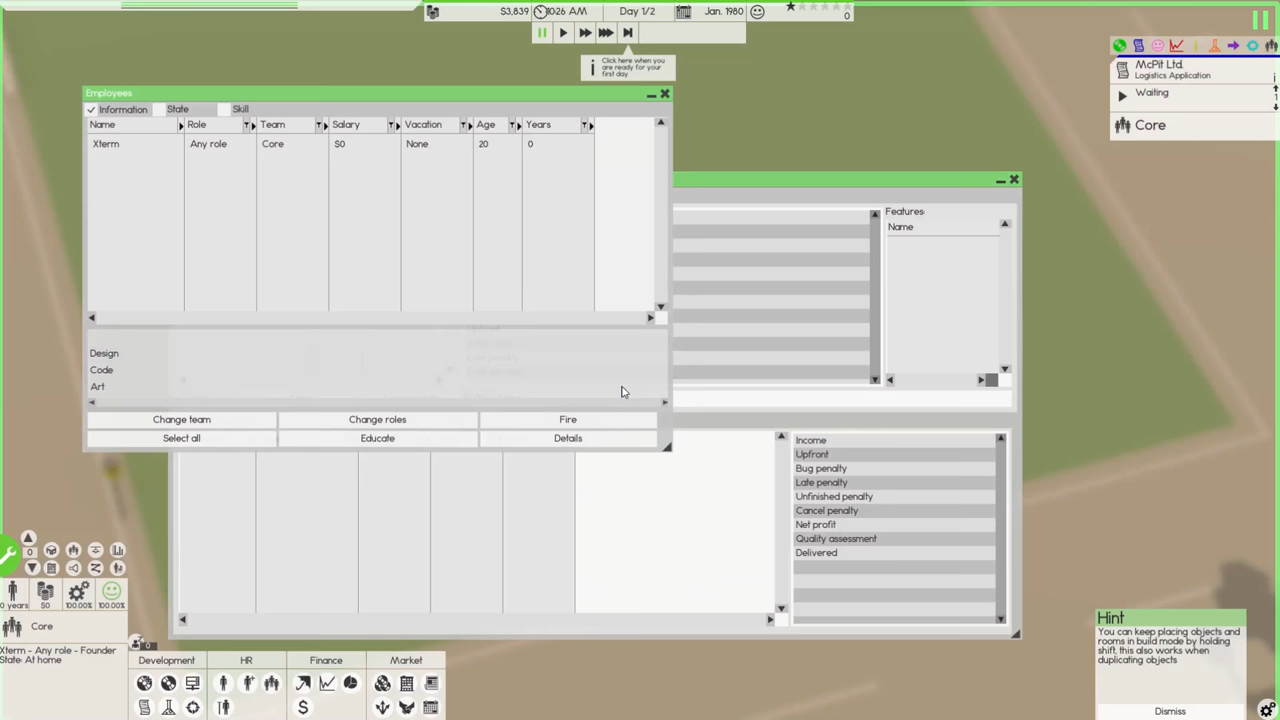 $3,839
10:26 AM
Day 1/2
Jan. 1980
0
Click here when you
are ready for your
first day
McPit Ltd.
Logistics Application
Waiting
1
Core
Employees
Information State Skill
Name Role Team Salary Vacation Age Years
Xterm Any role Core $0 None 20 0
Design
Code
Art
Change team Change roles Fire
Select all Educate Details
Features:
Name
Income
Upfront
Bug penalty
Late penalty
Unfinished penalty
Cancel penalty
Net profit
Quality assessment
Delivered
0
0 years $0 100.00% 100.00%
Core
Xterm - Any role - Founder
State: At home
0
Development HR Finance Market
Hint
You can keep placing objects and
rooms in build mode by holding
shift, this also works when
duplicating objects
Dismiss